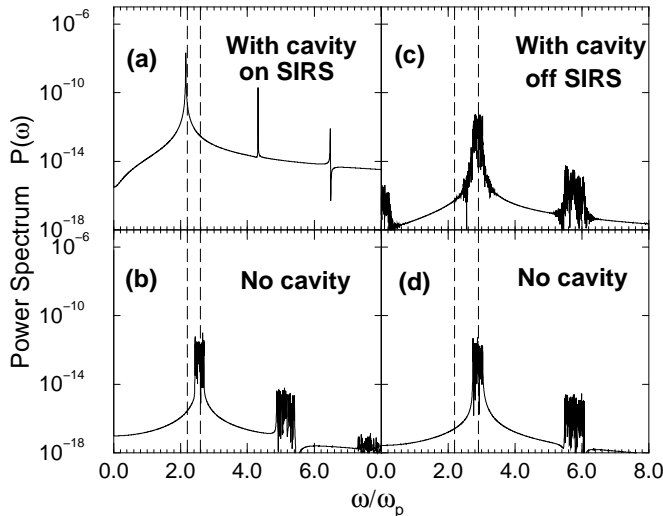 10⁻⁶
(a)
With cavity
on SIRS
(c)
With cavity
off SIRS
10⁻¹⁰
10⁻¹⁴
10⁻¹⁸
Power Spectrum P(ω)
10⁻⁶
(b)
No cavity
(d)
No cavity
10⁻¹⁰
10⁻¹⁴
10⁻¹⁸
0.0 2.0 4.0 6.0 0.0 2.0 4.0 6.0 8.0
ω/ωₚ